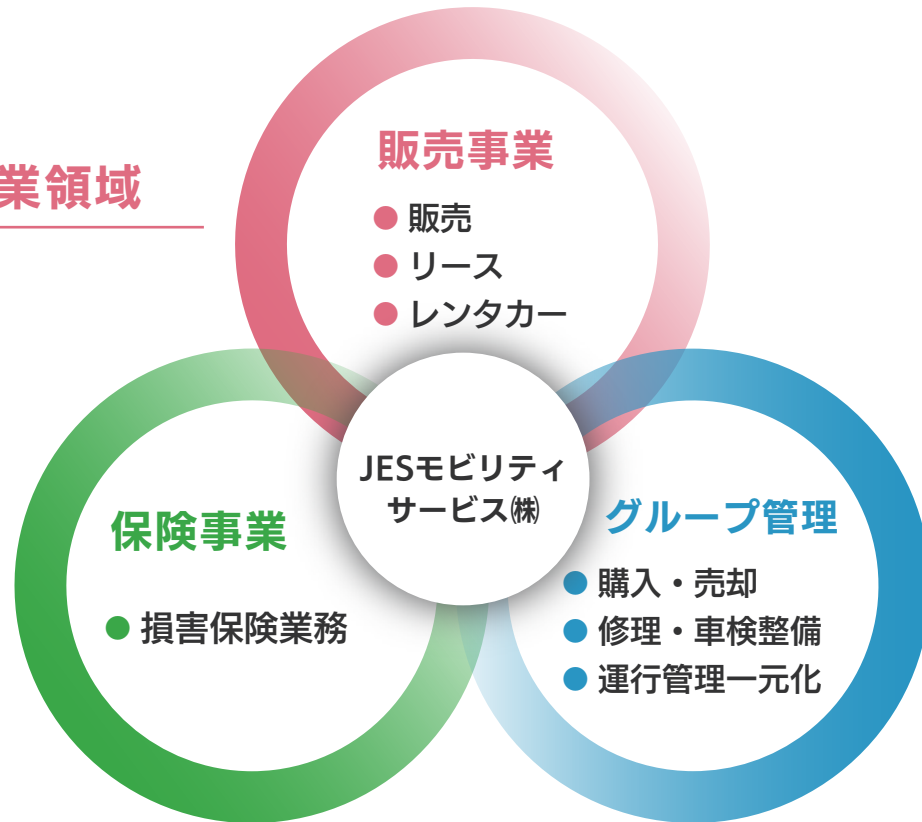 業領域
販売事業
● 販売
● リース
● レンタカー
JESモビリティ
サービス㈱
保険事業
● 損害保険業務
グループ管理
● 購入・売却
● 修理・車検整備
● 運行管理一元化